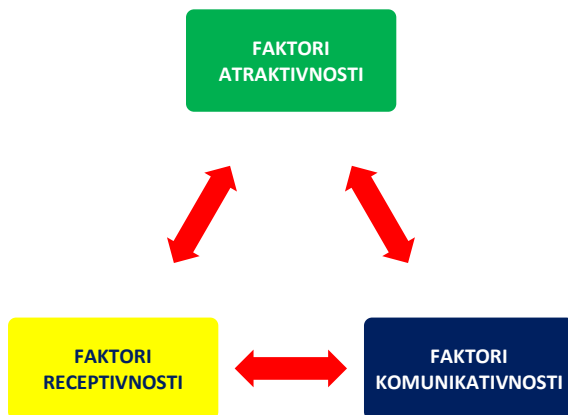 FAKTORI
ATRAKTIVNOSTI
FAKTORI
RECEPTIVNOSTI
FAKTORI
KOMUNIKATIVNOSTI